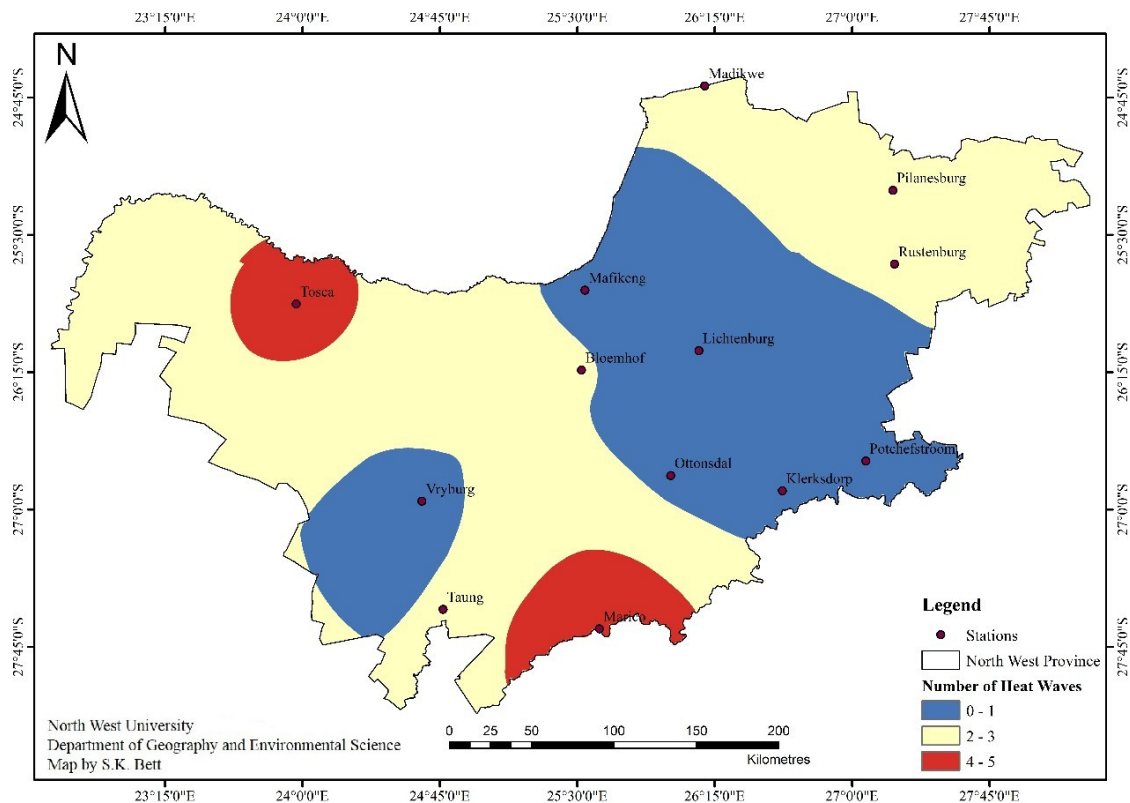 23°15'0"E 24°0'0"E 24°45'0"E 25°30'0"E 26°15'0"E 27°0'0"E 27°45'0"E
N
Madikwe
24°45'0"S 24°45'0"S
Pilanesburg
25°30'0"S 25°30'0"S
Rustenburg
Mafikeng
Tosca
Lichtenburg
Bloemhof
26°15'0"S 26°15'0"S
Potchefstroom
Ottonsdal
Klerksdorp
Vryburg
27°0'0"S 27°0'0"S
Taung
Marico
27°45'0"S 27°45'0"S
Legend
Stations
North West Province
Number of Heat Waves
0 - 1
2 - 3
4 - 5
North West University
Department of Geography and Environmental Science
Map by S.K. Bett
0 25 50 100 150 200
Kilometres
23°15'0"E 24°0'0"E 24°45'0"E 25°30'0"E 26°15'0"E 27°0'0"E 27°45'0"E